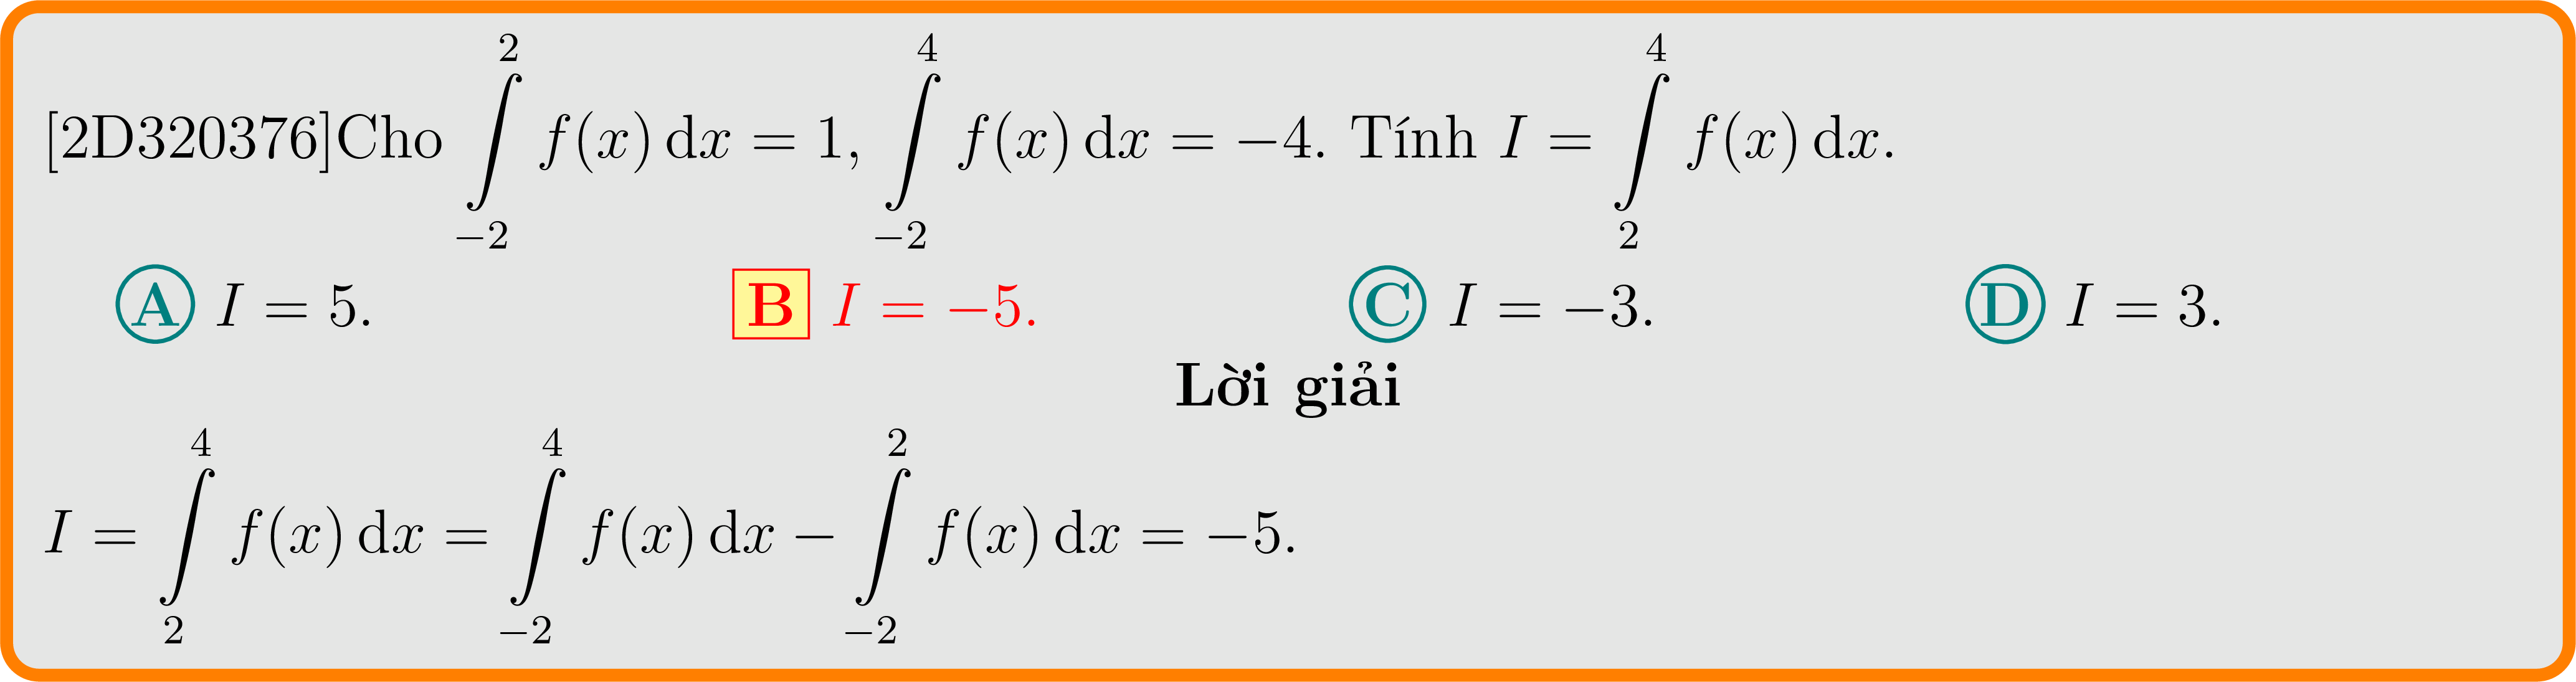 [2D320376]Cho $\int\limits_{-2}^{2} f(x)\,\mathrm{d}x = 1$, $\int\limits_{-2}^{4} f(x)\,\mathrm{d}x = -4$. Tính $I = \int\limits_{2}^{4} f(x)\,\mathrm{d}x$.
A $I = 5$. B $I = -5$. C $I = -3$. D $I = 3$.
Lời giải
$I = \int\limits_{2}^{4} f(x)\,\mathrm{d}x = \int\limits_{-2}^{4} f(x)\,\mathrm{d}x - \int\limits_{-2}^{2} f(x)\,\mathrm{d}x = -5$.